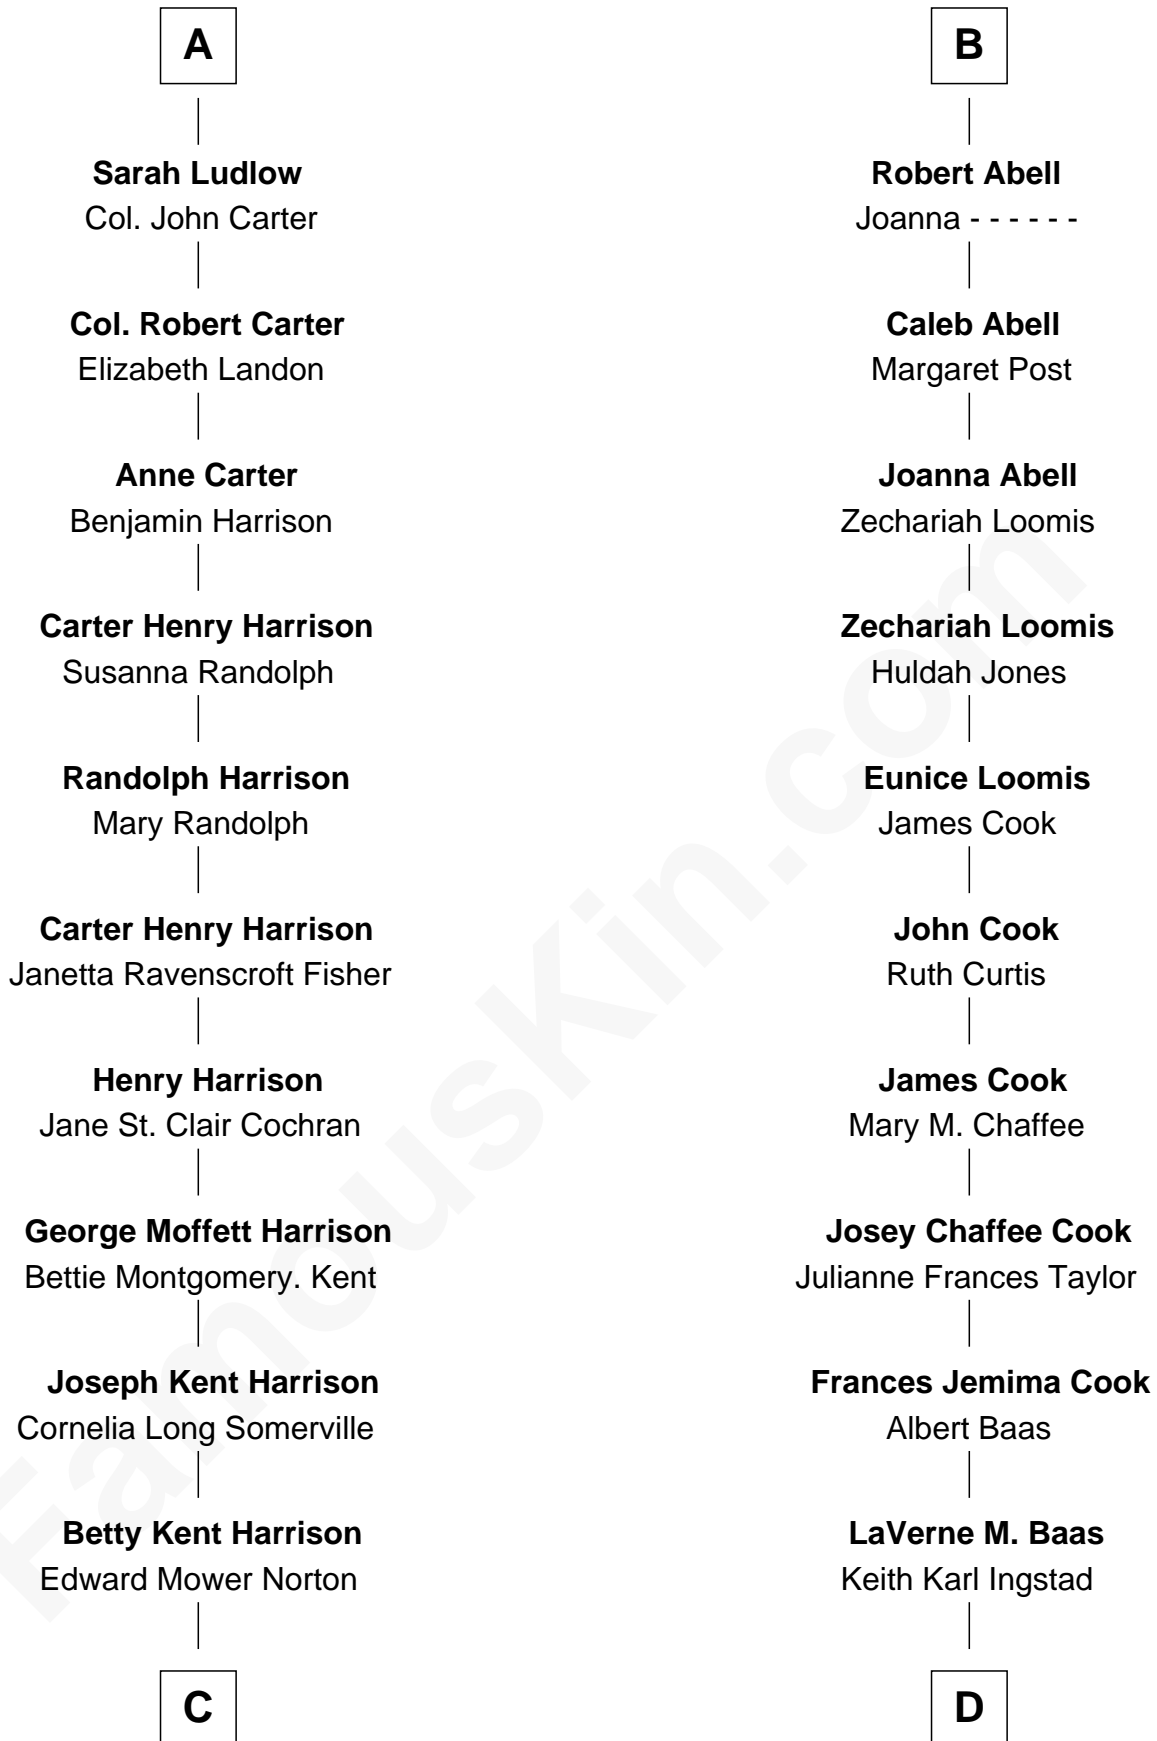 A
Sarah Ludlow
Col. John Carter
Col. Robert Carter
Elizabeth Landon
Anne Carter
Benjamin Harrison
Carter Henry Harrison
Susanna Randolph
Randolph Harrison
Mary Randolph
Carter Henry Harrison
Janetta Ravenscroft Fisher
Henry Harrison
Jane St. Clair Cochran
George Moffett Harrison
Bettie Montgomery. Kent
Joseph Kent Harrison
Cornelia Long Somerville
Betty Kent Harrison
Edward Mower Norton
C
B
Robert Abell
Joanna - - - - - -
Caleb Abell
Margaret Post
Joanna Abell
Zechariah Loomis
Zechariah Loomis
Huldah Jones
Eunice Loomis
James Cook
John Cook
Ruth Curtis
James Cook
Mary M. Chaffee
Josey Chaffee Cook
Julianne Frances Taylor
Frances Jemima Cook
Albert Baas
LaVerne M. Baas
Keith Karl Ingstad
D
FamousKin.com